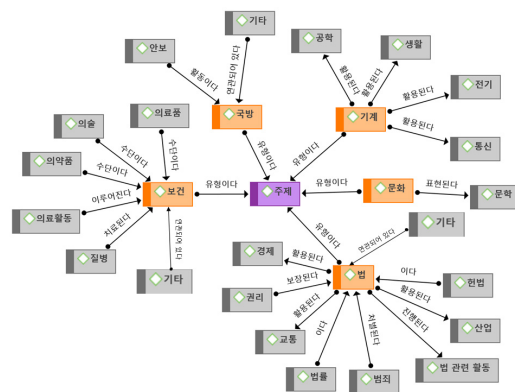 기타
안보
공학
생활
연관되어 있다
활동이다
활용된다
활용된다
전기
의료품
국방
기계
활용된다
의술
수단이다
수단이다
유형이다
유형이다
활용된다
통신
의약품
수단이다
이루어진다
보건
유형이다
주제
유형이다
문화
표현된다
문학
의료활동
치료된다
연관되어 있다
유형이다
연관되어 있다
기타
질병
기타
경제
활용된다
법
이다
헌법
권리
보장된다
활용된다
활용된다
산업
교통
이다
처벌된다
진행된다
법률
범죄
법 관련 활동